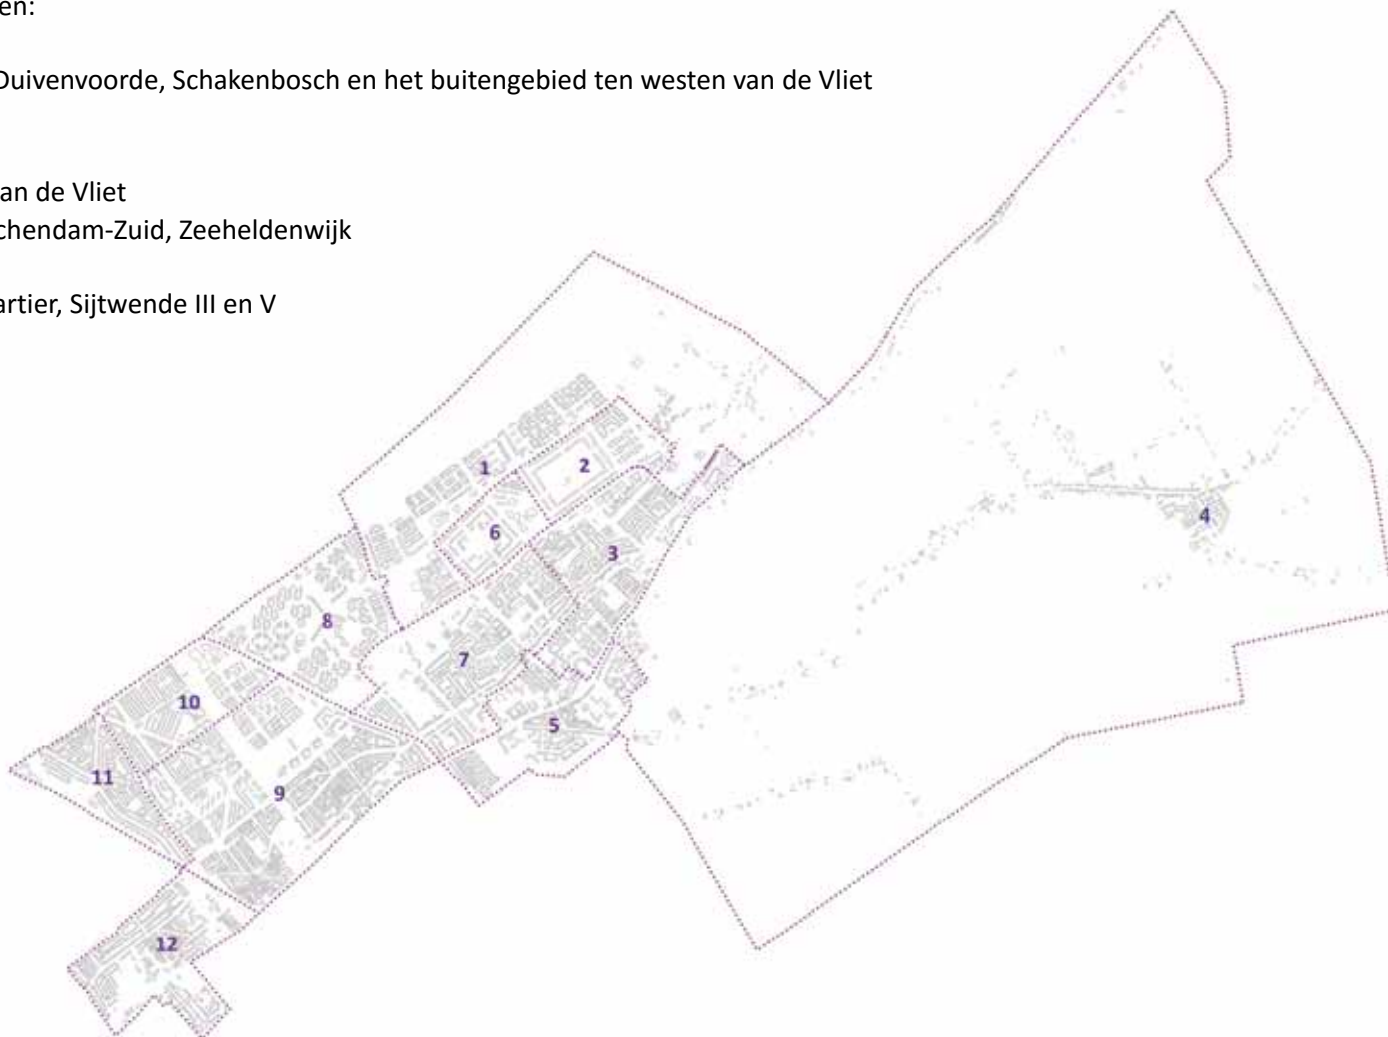 en:
Duivenvoorde, Schakenbosch en het buitengebied ten westen van de Vliet
an de Vliet
chendam-Zuid, Zeeheldenwijk
artier, Sijtwende III en V
1
2
4
6
3
8
7
10
5
11
9
12